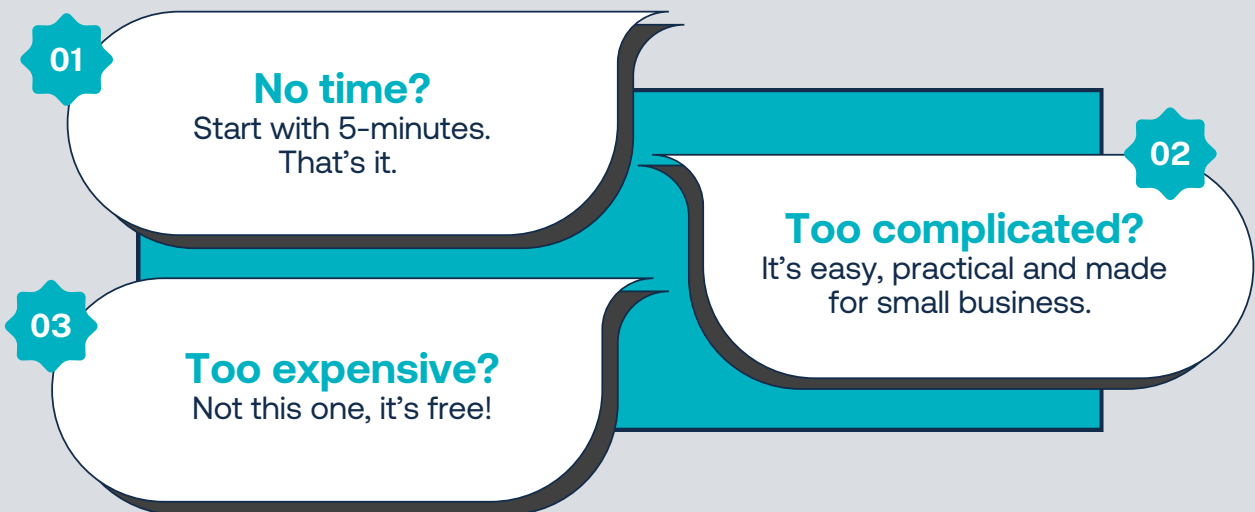 01
No time?
Start with 5-minutes.
That’s it.
02
Too complicated?
It’s easy, practical and made
for small business.
03
Too expensive?
Not this one, it’s free!